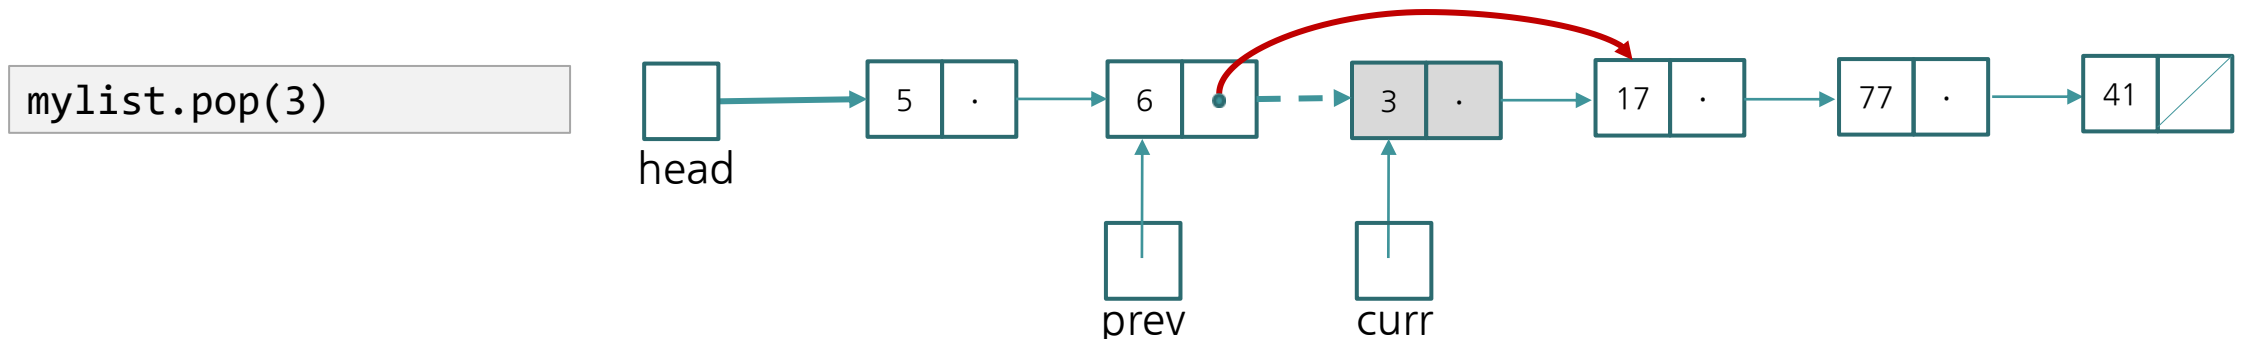 mylist.pop(3)
5 . 6 3 . 17 . 77 . 41
head
prev curr